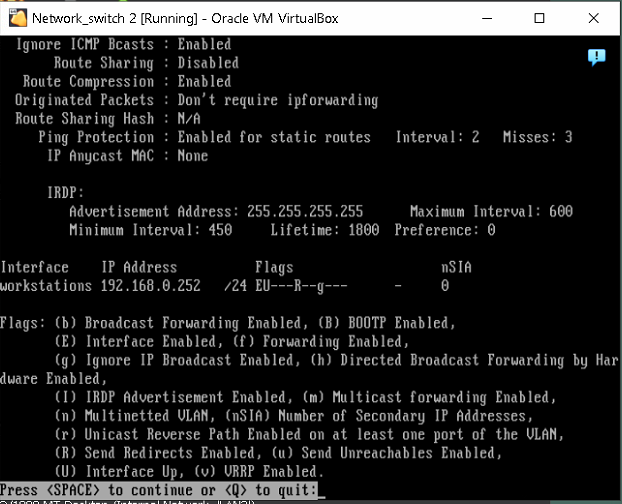 Network_switch 2 [Running] - Oracle VM VirtualBox
Ignore ICMP Bcasts : Enabled
Route Sharing : Disabled
Route Compression : Enabled
Originated Packets : Don't require ipforwarding
Route Sharing Hash : N/A
Ping Protection : Enabled for static routes Interval: 2 Misses: 3
IP Anycast MAC : None
IRDP:
Advertisement Address: 255.255.255.255 Maximum Interval: 600
Minimum Interval: 450 Lifetime: 1800 Preference: 0
Interface IP Address Flags nSIA
workstations 192.168.0.252 /24 EU---R--g--- - 0
Flags: (b) Broadcast Forwarding Enabled, (B) BOOTP Enabled,
(E) Interface Enabled, (f) Forwarding Enabled,
(g) Ignore IP Broadcast Enabled, (h) Directed Broadcast Forwarding by Har
dware Enabled,
(I) IRDP Advertisement Enabled, (m) Multicast forwarding Enabled,
(n) Multinetted VLAN, (nSIA) Number of Secondary IP Addresses,
(r) Unicast Reverse Path Enabled on at least one port of the VLAN,
(R) Send Redirects Enabled, (u) Send Unreachables Enabled,
(U) Interface Up, (v) VRRP Enabled.
Press <SPACE> to continue or <Q> to quit: